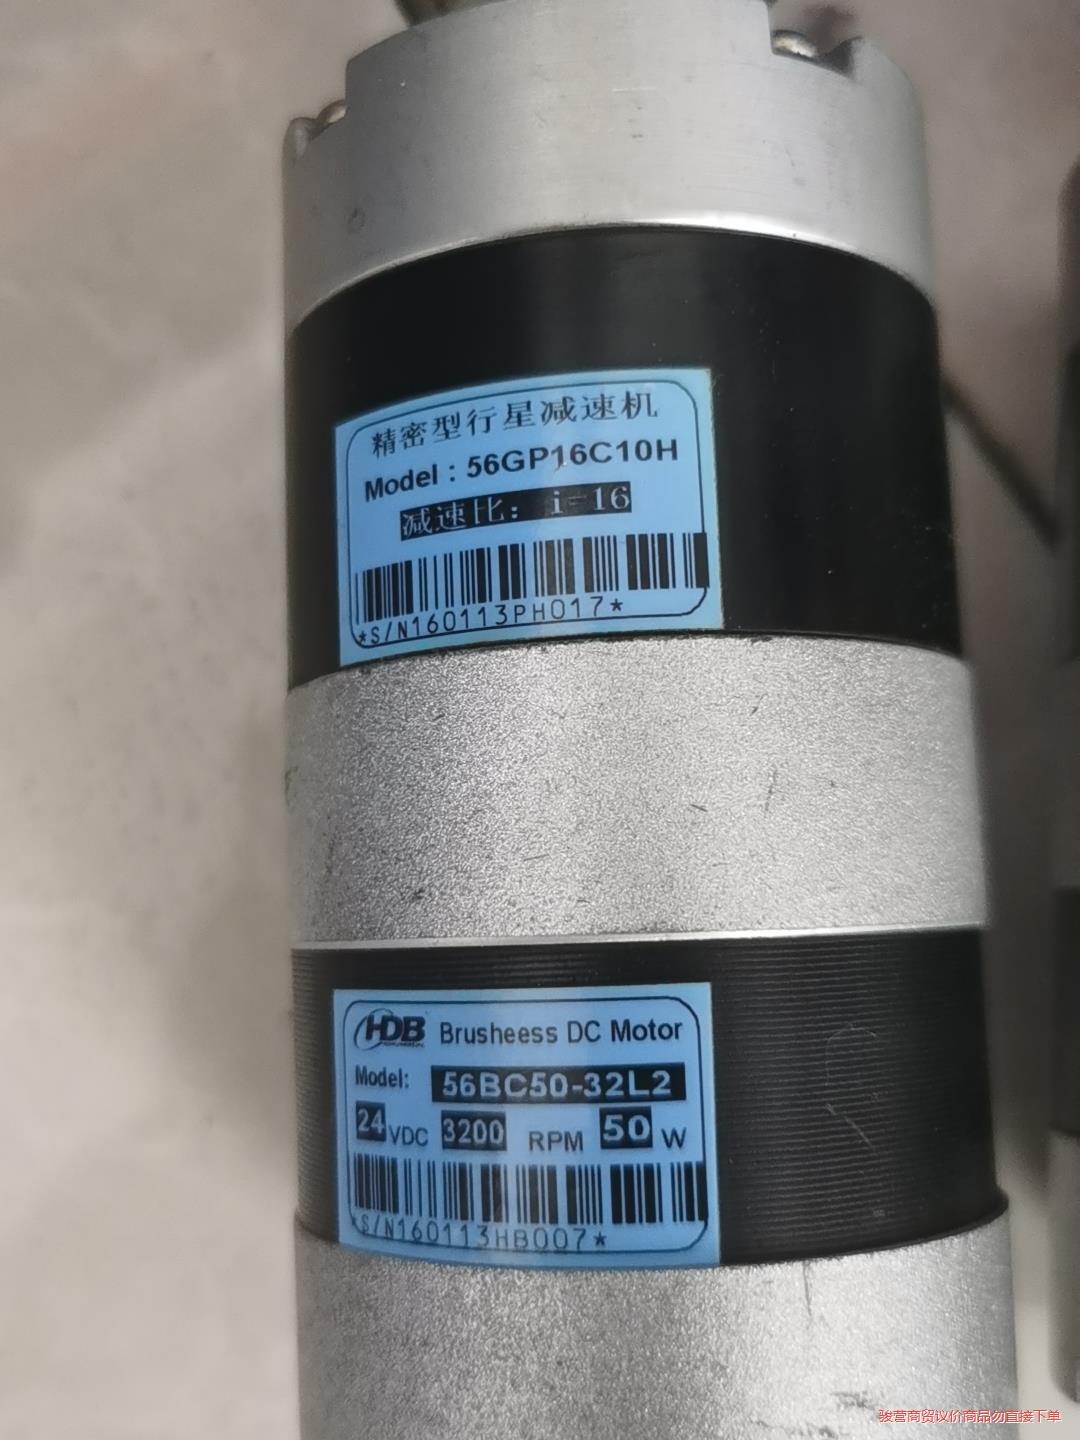 精密型行星减速机
Model : 56GP16C10H
减速比: i=16
*S/N160113PH017*
HDB Brusheess DC Motor
Model: 56BC50-32L2
24 VDC 3200 RPM 50 W
*S/N160113HB007*
骏营商贸议价商品勿直接下单